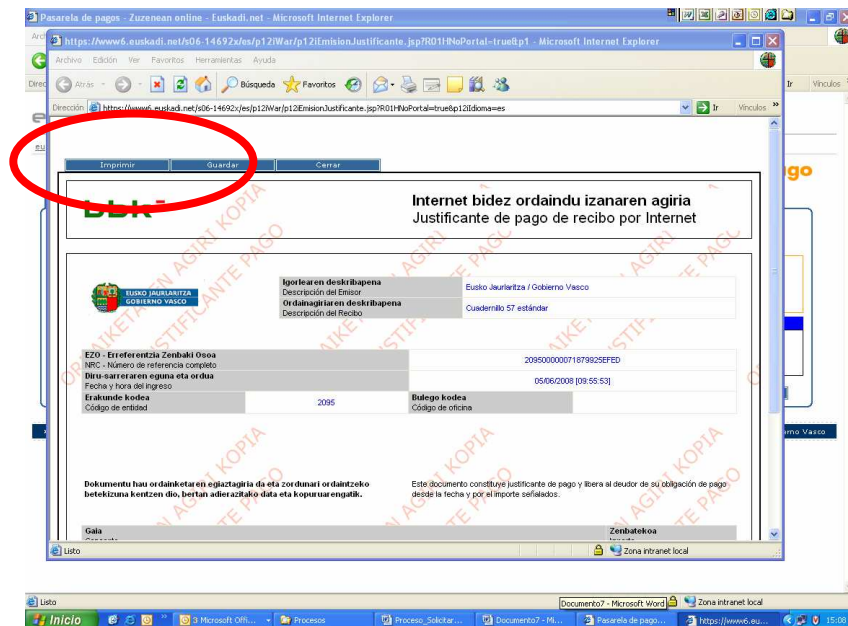 Pasarela de pagos - Zuzenean online - Euskadi.net - Microsoft Internet Explorer
https://www6.euskadi.net/s06-14692x/es/p12iWar/p12iEmisionJustificante.jsp?R01HNoPortal=true&p1 - Microsoft Internet Explorer
Archivo Edición Ver Favoritos Herramientas Ayuda
Atrás Búsqueda Favoritos
Ir Vínculos
Dirección https://www6.euskadi.net/s06-14692x/es/p12iWar/p12iEmisionJustificante.jsp?R01HNoPortal=true&p12iIdioma=es Ir Vínculos »
Imprimir Guardar Cerrar
bbk
Internet bidez ordaindu izanaren agiria
Justificante de pago de recibo por Internet
EUSKO JAURLARITZA
GOBIERNO VASCO
Igorlearen deskribapena
Descripción del Emisor
Eusko Jaurlaritza / Gobierno Vasco
Ordainagiriaren deskribapena
Descripción del Recibo
Cuadernillo 57 estándar
EZO - Erreferentzia Zenbaki Osoa
NRC - Número de referencia completo
209500000071879925EFED
Diru-sarreraren eguna eta ordua
Fecha y hora del ingreso
05/06/2008 [09:55:53]
Erakunde kodea
Código de entidad
2095
Bulego kodea
Código de oficina
Dokumentu hau ordainketaren egiaztagiria da eta zordunari ordaintzeko
betekizuna kentzen dio, bertan adierazitako data eta kopuruarengatik.
Este documento constituye justificante de pago y libera al deudor de su obligación de pago
desde la fecha y por el importe señalados.
Gaia
Zenbatekoa
Listo
Zona intranet local
Listo
Documento7 - Microsoft Word
Zona intranet local
Inicio
3 Microsoft Offi...
Procesos
Proceso_Solicitar...
Documento7 - Mi...
Pasarela de pago...
https://www6.eu...
15:08